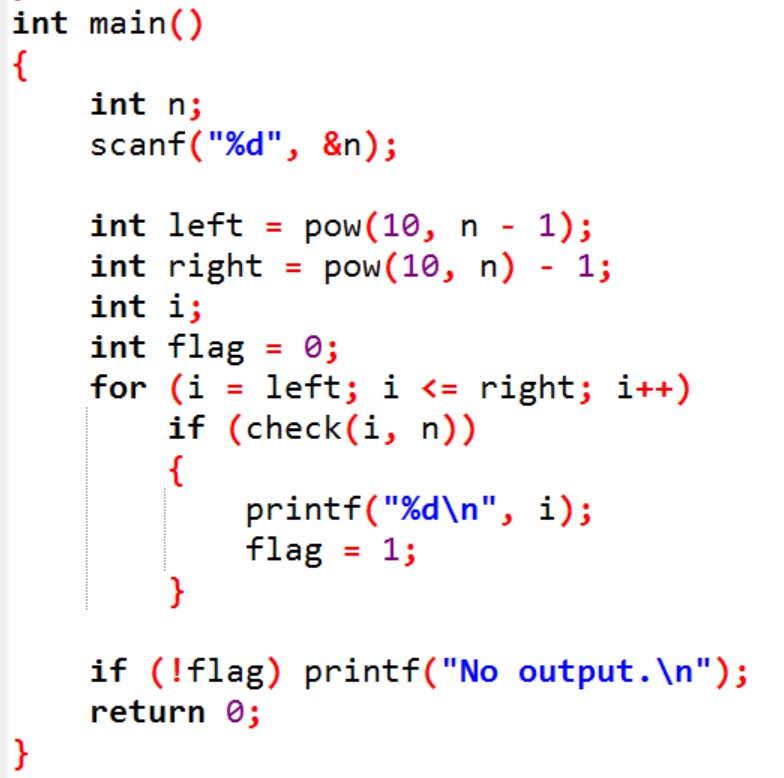 int main()
{
    int n;
    scanf("%d", &n);

    int left = pow(10, n - 1);
    int right = pow(10, n) - 1;
    int i;
    int flag = 0;
    for (i = left; i <= right; i++)
        if (check(i, n))
        {
            printf("%d\n", i);
            flag = 1;
        }

    if (!flag) printf("No output.\n");
    return 0;
}